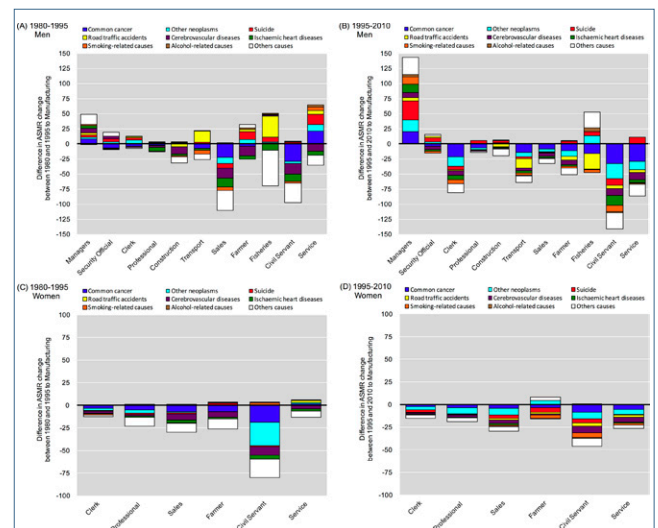 (A) 1980-1995
Men
Common cancer
Other neoplasms
Suicide
Road traffic accidents
Cerebrovascular diseases
Ischaemic heart diseases
Smoking-related causes
Alcohol-related causes
Others causes
150
125
100
75
50
25
0
-25
-50
-75
-100
-125
-150
Difference in ASMR change
between 1980 and 1995 to Manufacturing
Managers
Security Official
Clerk
Professional
Construction
Transport
Sales
Farmer
Fisheries
Civil.Servant
Service
(B) 1995-2010
Men
Common cancer
Other neoplasms
Suicide
Road traffic accidents
Cerebrovascular diseases
Ischaemic heart diseases
Smoking-related causes
Alcohol-related causes
Others causes
150
125
100
75
50
25
0
-25
-50
-75
-100
-125
-150
Difference in ASMR change
between 1995 and 2010 to Manufacturing
Managers
Security Official
Clerk
Professional
Construction
Transport
Sales
Farmer
Fisheries
Civil.Servant
Service
(C) 1980-1995
Women
Common cancer
Other neoplasms
Suicide
Road traffic accidents
Cerebrovascular diseases
Ischaemic heart diseases
Smoking-related causes
Alcohol-related causes
Others causes
100
75
50
25
0
-25
-50
-75
-100
Difference in ASMR change
between 1980 and 1995 to Manufacturing
Clerk
Professional
Sales
Farmer
Civil.Servant
Service
(D) 1995-2010
Women
Common cancer
Other neoplasms
Suicide
Road traffic accidents
Cerebrovascular diseases
Ischaemic heart diseases
Smoking-related causes
Alcohol-related causes
Others causes
100
75
50
25
0
-25
-50
-75
-100
Difference in ASMR change
between 1995 and 2010 to Manufacturing
Clerk
Professional
Sales
Farmer
Civil.Servant
Service